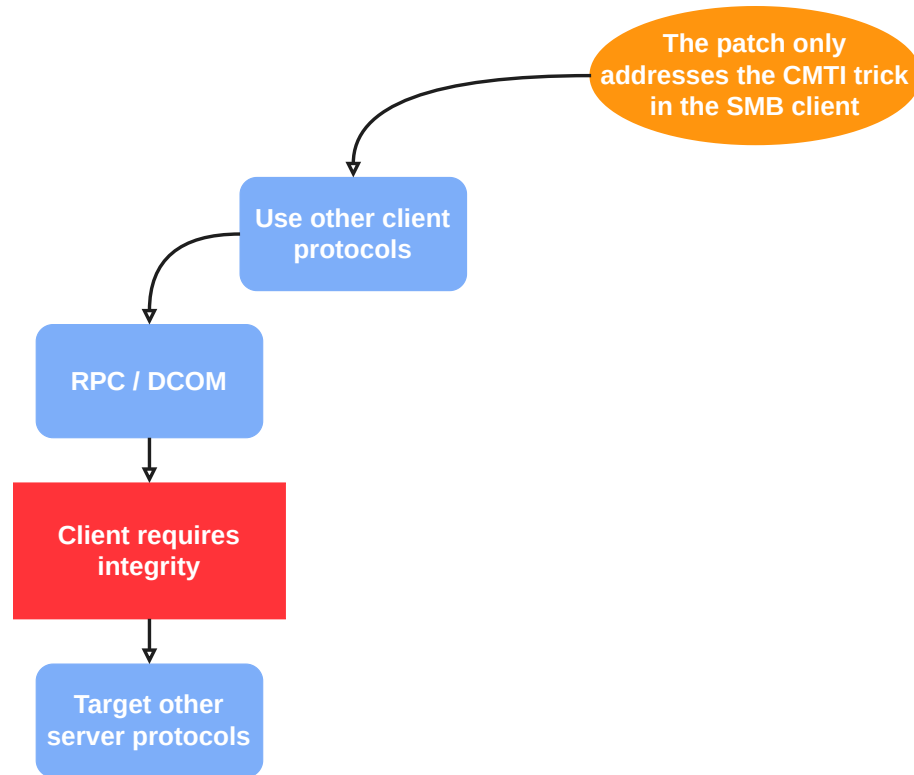 The patch only
addresses the CMTI trick
in the SMB client
Use other client
protocols
RPC / DCOM
Client requires
integrity
Target other
server protocols